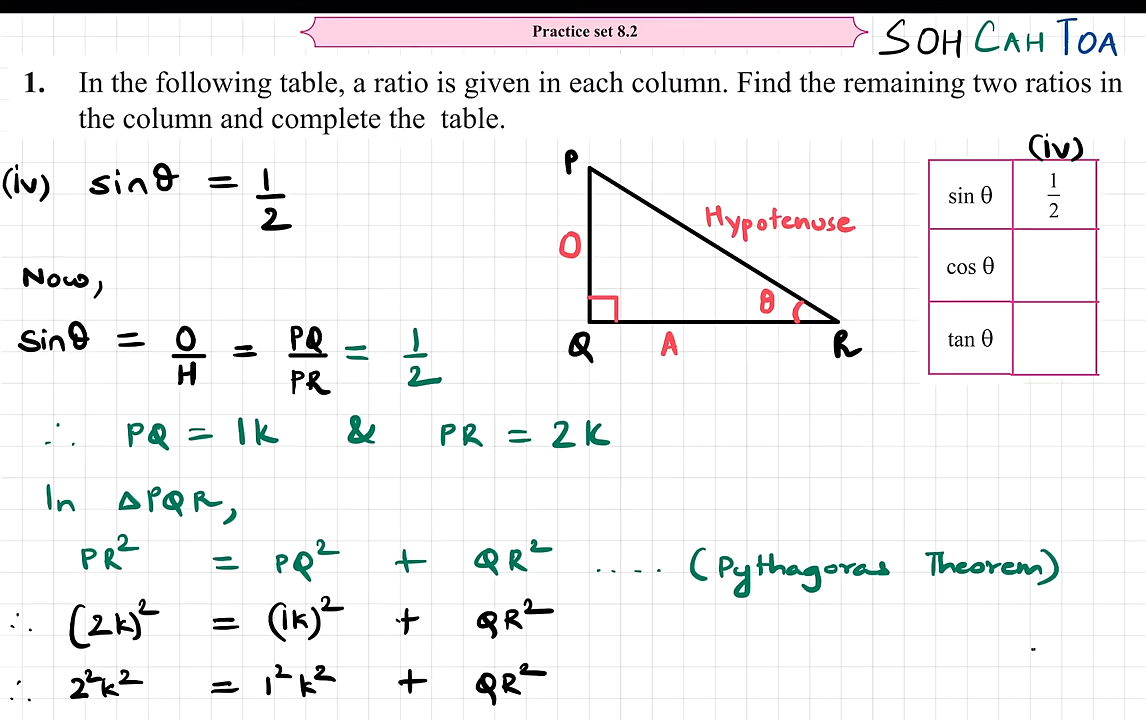 Practice set 8.2
SOH CAH TOA
1. In the following table, a ratio is given in each column. Find the remaining two ratios in
the column and complete the table.
(iv) sinθ = 1/2
Now,
sinθ = O/H = PQ/PR = 1/2
∴ PQ = 1k & PR = 2k
In △PQR,
PR² = PQ² + QR² .... (Pythagoras Theorem)
∴ (2k)² = (1k)² + QR²
∴ 2²k² = 1²k² + QR²
P
Hypotenuse
O
θ
Q A R
(iv)
sin θ 1/2
cos θ
tan θ